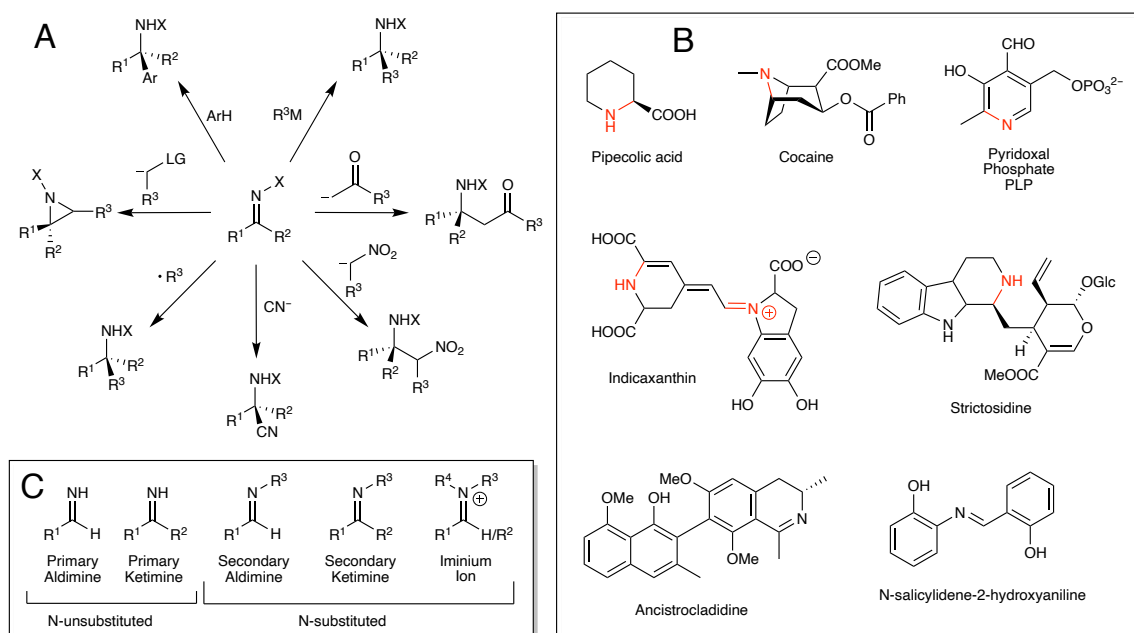 A
NHX
R1 R2
Ar
NHX
R1 R2
R3
ArH
R3M
LG
–
R3
X
N
R3
R1
R2
N X
R1 R2
O
– R3
NHX O
R1 R3
R2
· R3
CN–
– NO2
R3
NHX
R1 R2
R3
NHX
R1 R2
CN
NHX
R1 NO2
R2 R3
B
N
H
COOH
Pipecolic acid
N
COOMe
O Ph
O
Cocaine
CHO
HO
OPO3 2–
N
Pyridoxal
Phosphate
PLP
HOOC
HN
HOOC
COO ⊖
N
⊕
HO OH
Indicaxanthin
NH
N
H
OGlc
H
O
MeOOC
Strictosidine
OMe OH
MeO
OMe
N
Ancistrocladidine
OH
N
OH
N-salicylidene-2-hydroxyaniline
C
NH
R1 H
Primary
Aldimine
NH
R1 R2
Primary
Ketimine
N R3
R1 H
Secondary
Aldimine
N R3
R1 R2
Secondary
Ketimine
R4 N R3
⊕
R1 H/R2
Iminium
Ion
N-unsubstituted
N-substituted